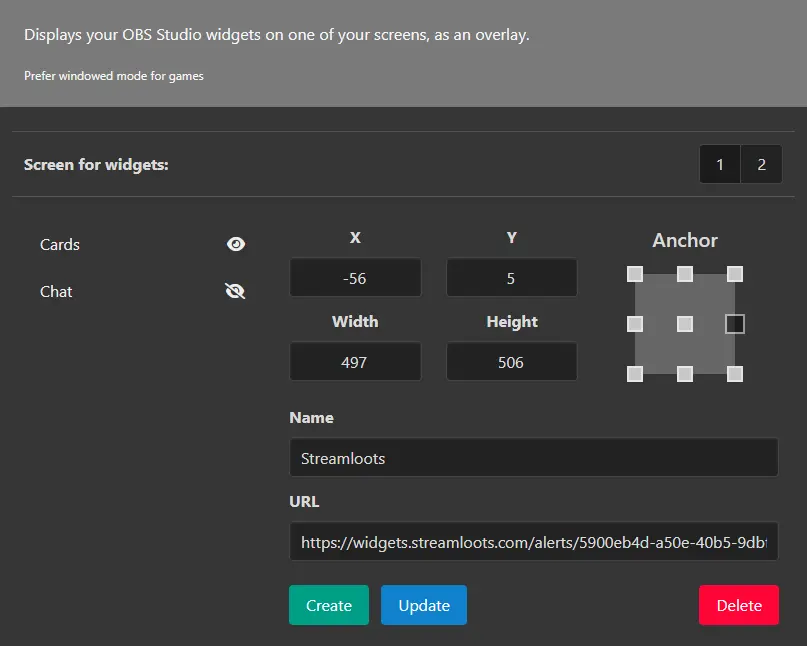 Displays your OBS Studio widgets on one of your screens, as an overlay.
Prefer windowed mode for games
Screen for widgets:
1 2
Cards
Chat
X Y
-56 5
Width Height
497 506
Anchor
Name
Streamloots
URL
https://widgets.streamloots.com/alerts/5900eb4d-a50e-40b5-9db
Create Update Delete